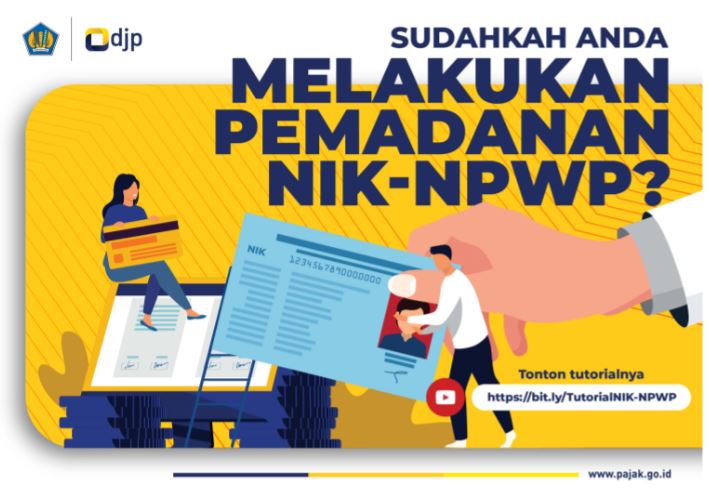 djp
SUDAHKAH ANDA
MELAKUKAN
PEMADANAN
NIK-NPWP?
NIK
1234567890000000
Tonton tutorialnya
https://bit.ly/TutorialNIK-NPWP
www.pajak.go.id